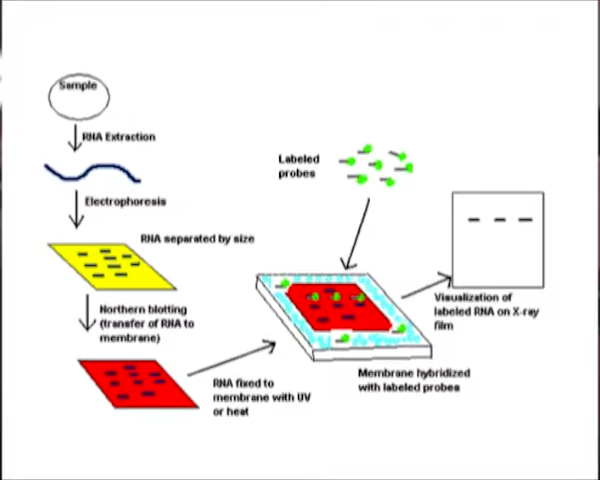 Sample
RNA Extraction
Electrophoresis
RNA separated by size
Northern blotting
(transfer of RNA to
membrane)
RNA fixed to
membrane with UV
or heat
Labeled
probes
Membrane hybridized
with labeled probes
Visualization of
labeled RNA on X-ray
film